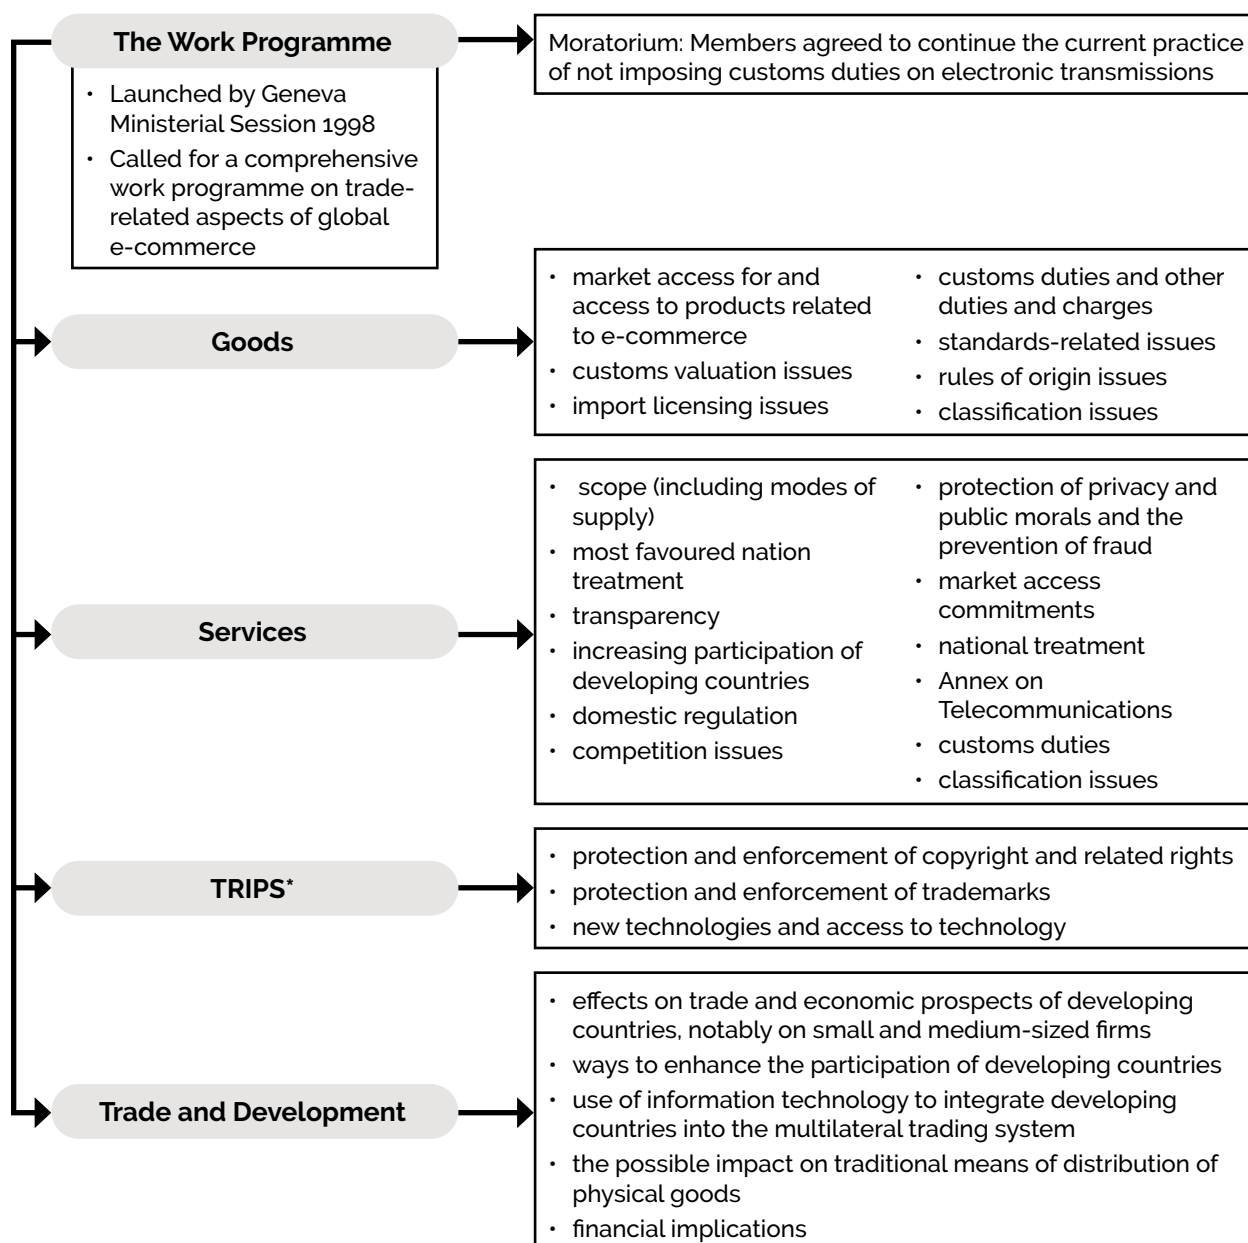 The Work Programme
Moratorium: Members agreed to continue the current practice
of not imposing customs duties on electronic transmissions
• Launched by Geneva
Ministerial Session 1998
• Called for a comprehensive
work programme on trade-
related aspects of global
e-commerce
Goods
• market access for and
access to products related
to e-commerce
• customs valuation issues
• import licensing issues
• customs duties and other
duties and charges
• standards-related issues
• rules of origin issues
• classification issues
Services
• scope (including modes of
supply)
• most favoured nation
treatment
• transparency
• increasing participation of
developing countries
• domestic regulation
• competition issues
• protection of privacy and
public morals and the
prevention of fraud
• market access
commitments
• national treatment
• Annex on
Telecommunications
• customs duties
• classification issues
TRIPS*
• protection and enforcement of copyright and related rights
• protection and enforcement of trademarks
• new technologies and access to technology
Trade and Development
• effects on trade and economic prospects of developing
countries, notably on small and medium-sized firms
• ways to enhance the participation of developing countries
• use of information technology to integrate developing
countries into the multilateral trading system
• the possible impact on traditional means of distribution of
physical goods
• financial implications